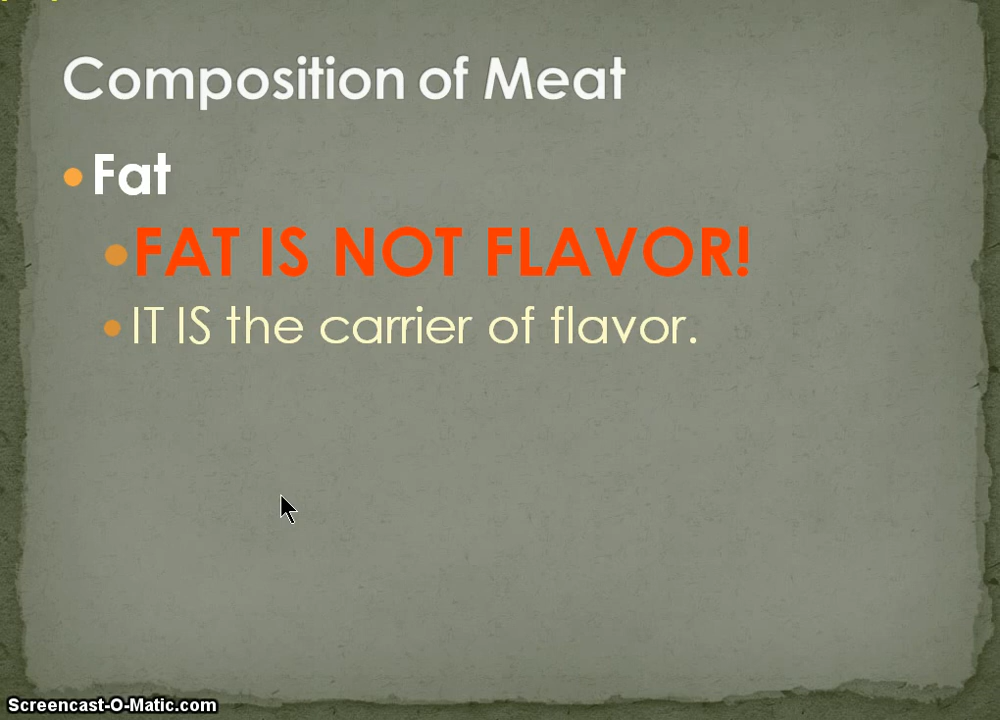 Composition of Meat
Fat
FAT IS NOT FLAVOR!
IT IS the carrier of flavor.
Screencast-O-Matic.com